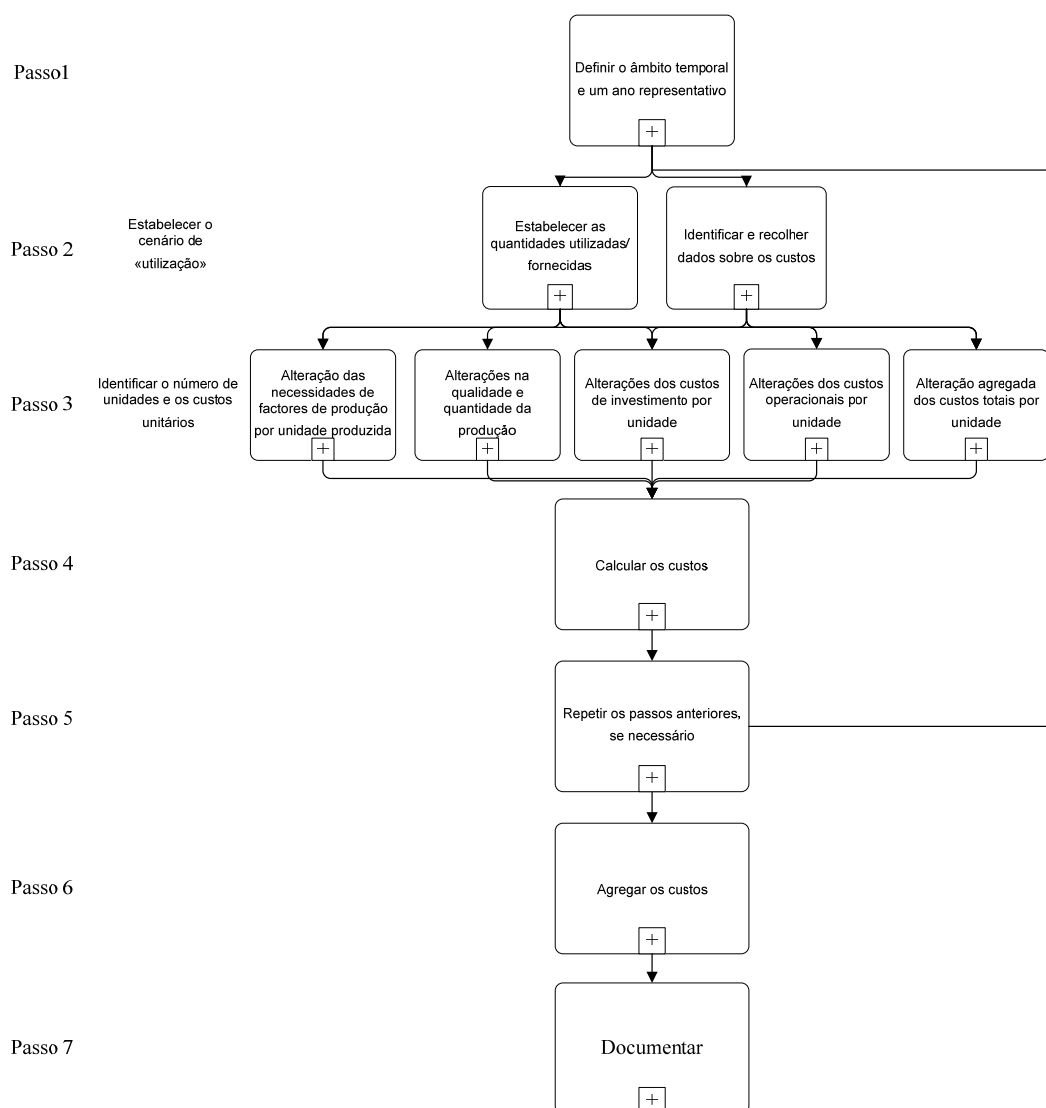 Passo1
Definir o âmbito temporal
e um ano representativo
Passo 2
Estabelecer o
cenário de
«utilização»
Estabelecer as
quantidades utilizadas/
fornecidas
Identificar e recolher
dados sobre os custos
Passo 3
Identificar o número de
unidades e os custos
unitários
Alteração das
necessidades de
factores de produção
por unidade produzida
Alterações na
qualidade e
quantidade da
produção
Alterações dos custos
de investimento por
unidade
Alterações dos custos
operacionais por
unidade
Alteração agregada
dos custos totais por
unidade
Passo 4
Calcular os custos
Passo 5
Repetir os passos anteriores,
se necessário
Passo 6
Agregar os custos
Passo 7
Documentar